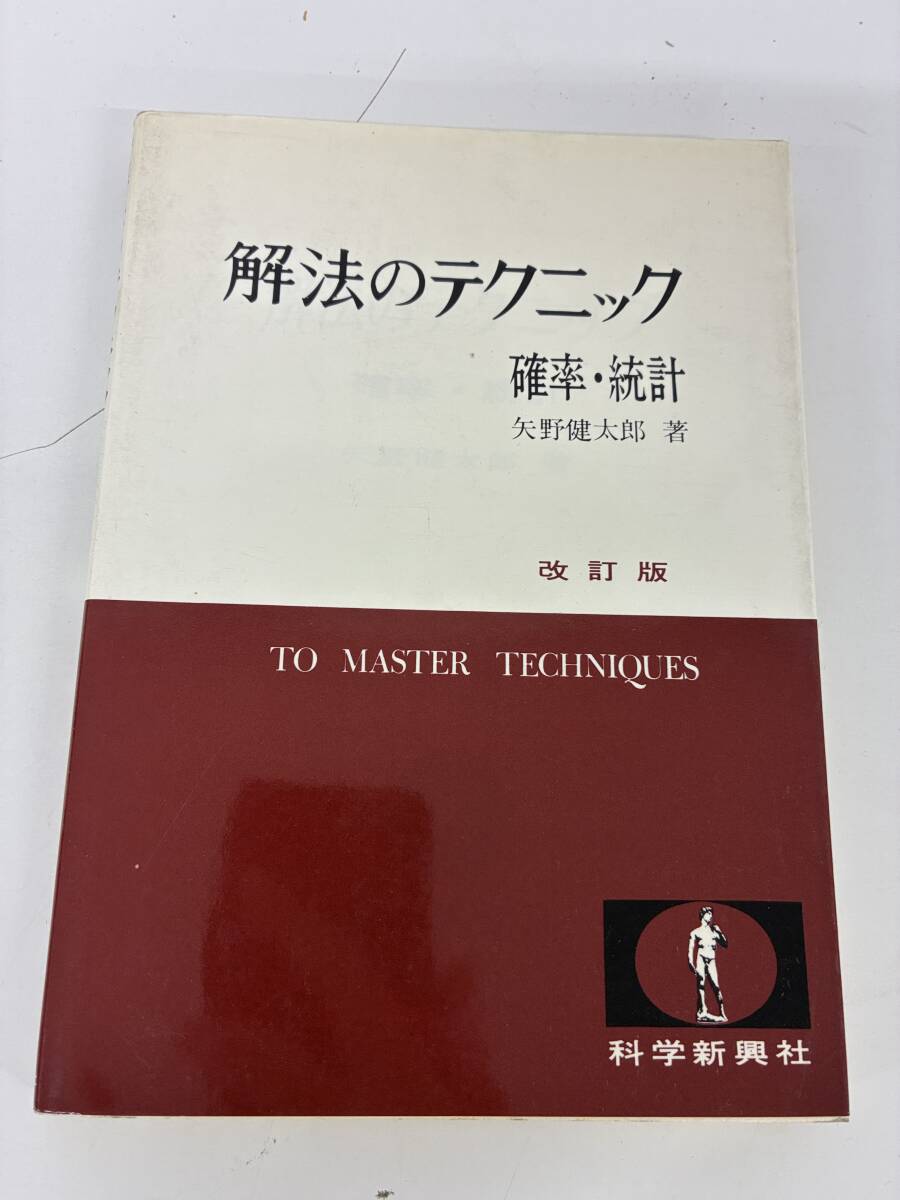 解法のテクニック
確率・統計
矢野健太郎 著
改訂版
TO MASTER TECHNIQUES
科学新興社